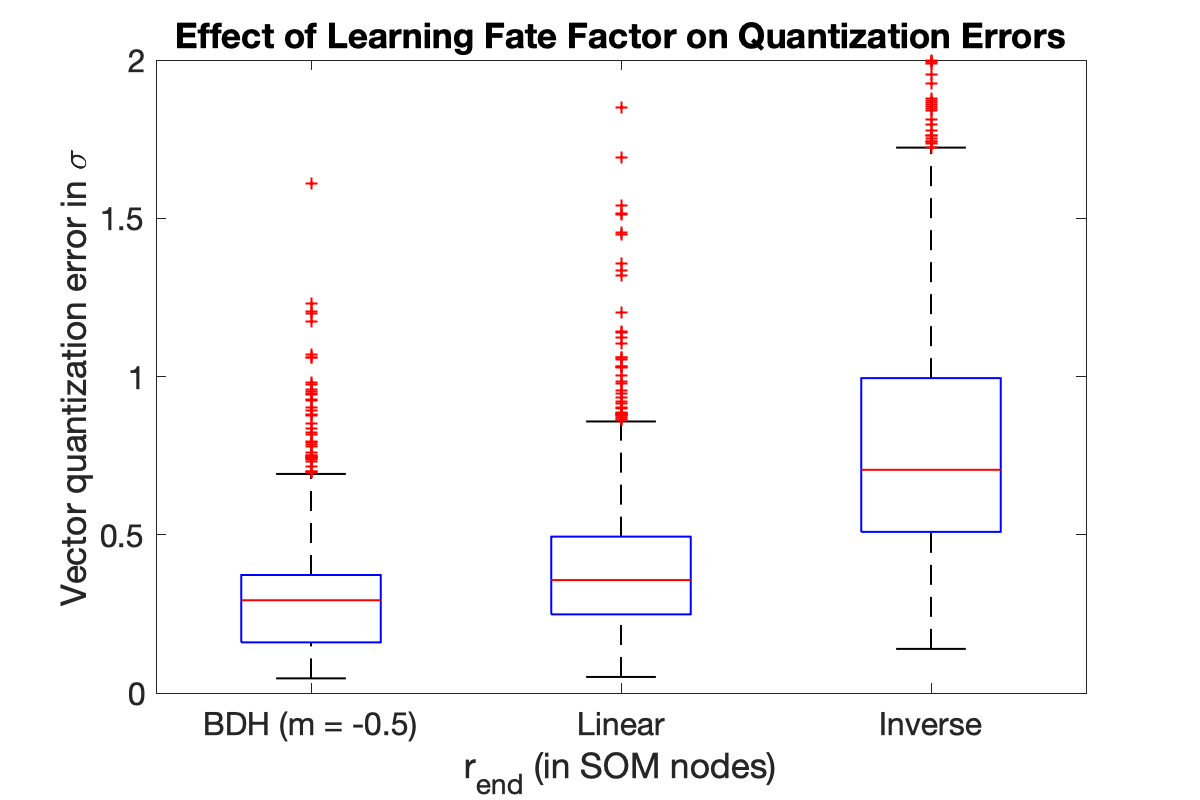 Effect of Learning Fate Factor on Quantization Errors
Vector quantization error in σ
2
1.5
1
0.5
0
BDH (m = -0.5)
Linear
Inverse
r_end (in SOM nodes)